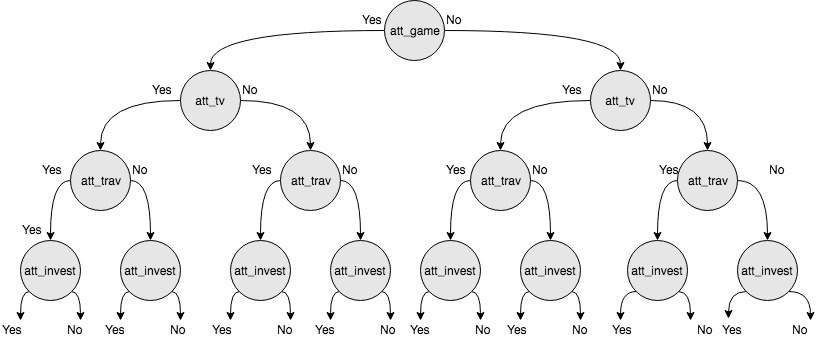 Yes No
att_game
Yes No Yes No
att_tv att_tv
Yes No Yes No Yes No Yes No
att_trav att_trav att_trav att_trav
Yes
att_invest att_invest att_invest att_invest att_invest att_invest att_invest att_invest
Yes No Yes No Yes No Yes No Yes No Yes No Yes No Yes No